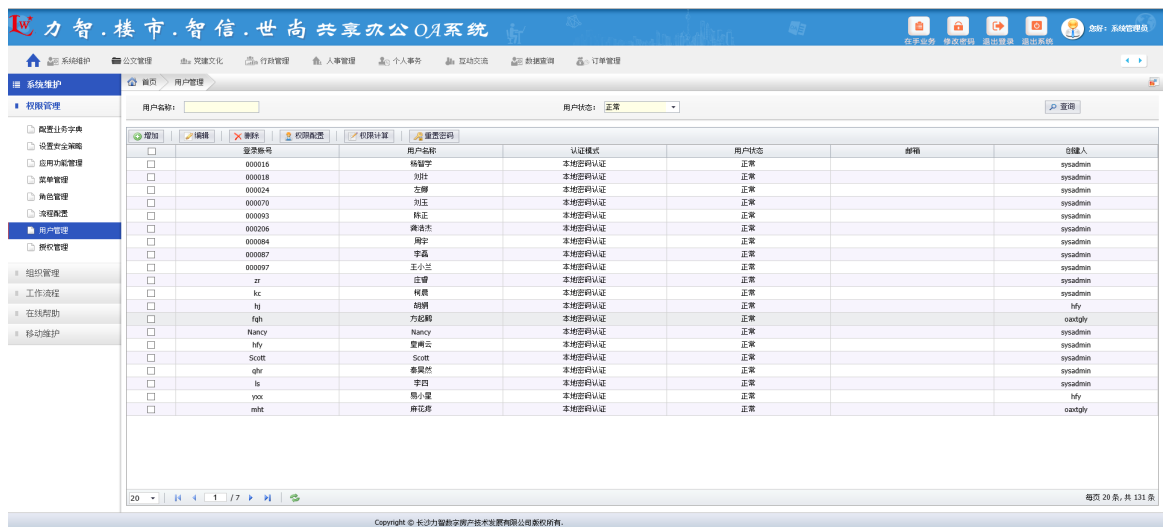 力智.楼市.智信.世尚共享办公OA系统
在手业务 修改密码 退出登录 退出系统 您好：系统管理员
系统维护 公文管理 党建文化 行政管理 人事管理 个人事务 互动交流 数据查询 订单管理
系统维护 首页 用户管理
权限管理 用户名称： 用户状态： 正常 查询
配置业务字典
设置安全策略
应用功能管理
菜单管理
角色管理
流程配置
用户管理
授权管理
组织管理
工作流程
在线帮助
移动维护
增加 编辑 删除 权限配置 权限计算 重置密码
登录账号 用户名称 认证模式 用户状态 邮箱 创建人
000016 杨智学 本地密码认证 正常 sysadmin
000018 刘壮 本地密码认证 正常 sysadmin
000024 左娜 本地密码认证 正常 sysadmin
000070 刘玉 本地密码认证 正常 sysadmin
000093 陈正 本地密码认证 正常 sysadmin
000206 龚浩杰 本地密码认证 正常 sysadmin
000084 周宇 本地密码认证 正常 sysadmin
000087 李磊 本地密码认证 正常 sysadmin
000097 王小兰 本地密码认证 正常 sysadmin
zr 庄睿 本地密码认证 正常 sysadmin
kc 柯晨 本地密码认证 正常 sysadmin
hj 本地密码认证 正常 hfy
fqh 方起鹤 本地密码认证 正常 oaxtgly
Nancy Nancy 本地密码认证 正常 sysadmin
hfy 皇甫云 本地密码认证 正常 sysadmin
Scott Scott 本地密码认证 正常 sysadmin
qhr 秦昊然 本地密码认证 正常 sysadmin
ls 李四 本地密码认证 正常 sysadmin
yxx 易小星 本地密码认证 正常 hfy
mht 麻花疼 本地密码认证 正常 oaxtgly
20 1 /7 每页 20 条, 共 131 条
Copyright © 长沙力智数字房产技术发展有限公司版权所有.